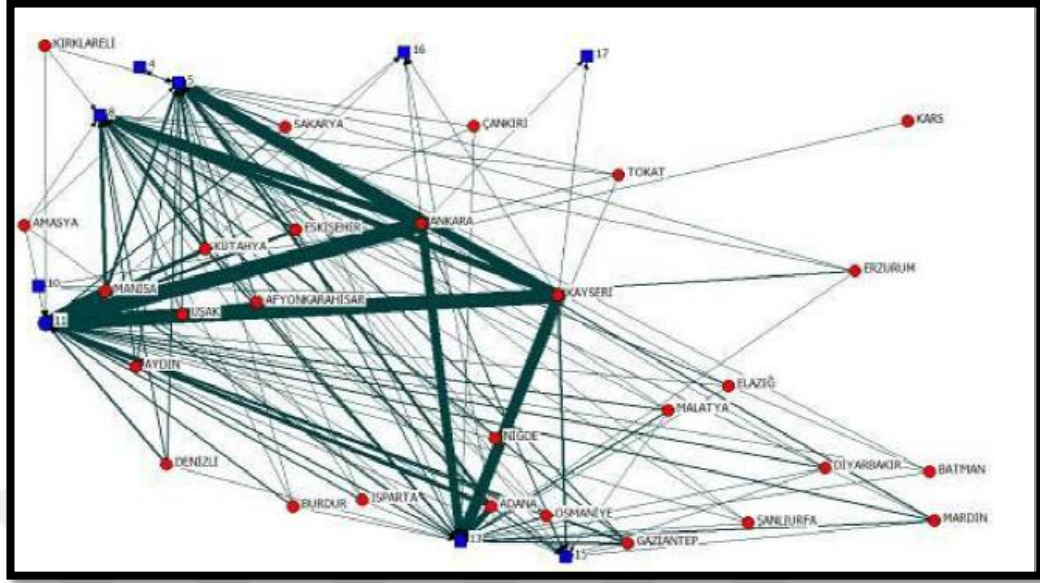 KIRKLARELİ
16
17
4
5
8
SAKARYA
ÇANKIRI
KARS
TOKAT
AMASYA
ANKARA
ESKİŞEHİR
KÜTAHYA
ERZURUM
10
MANİSA
KAYSERİ
AFYONKARAHİSAR
UŞAK
11
AYDIN
ELAZIĞ
MALATYA
NİĞDE
DENİZLİ
DİYARBAKIR
BATMAN
BURDUR
ISPARTA
ADANA
OSMANİYE
ŞANLIURFA
MARDİN
13
GAZİANTEP
15